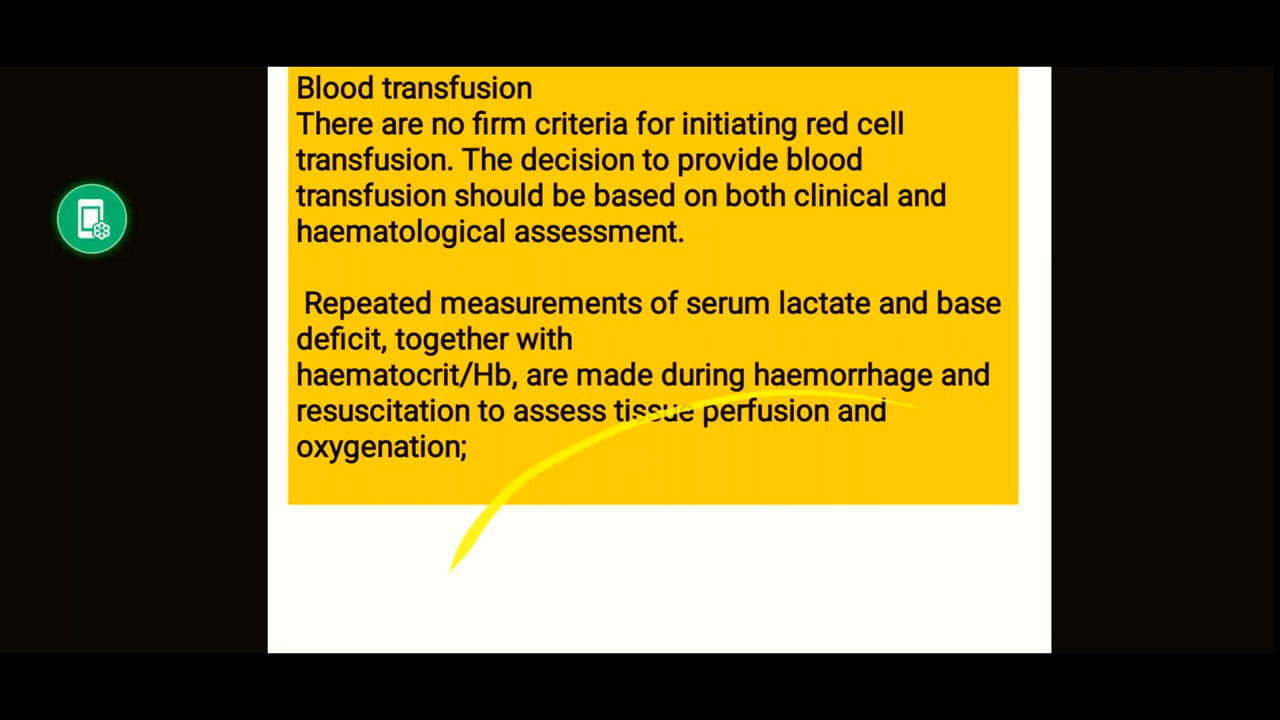 Blood transfusion
There are no firm criteria for initiating red cell
transfusion. The decision to provide blood
transfusion should be based on both clinical and
haematological assessment.
Repeated measurements of serum lactate and base
deficit, together with
haematocrit/Hb, are made during haemorrhage and
resuscitation to assess tissue perfusion and
oxygenation;